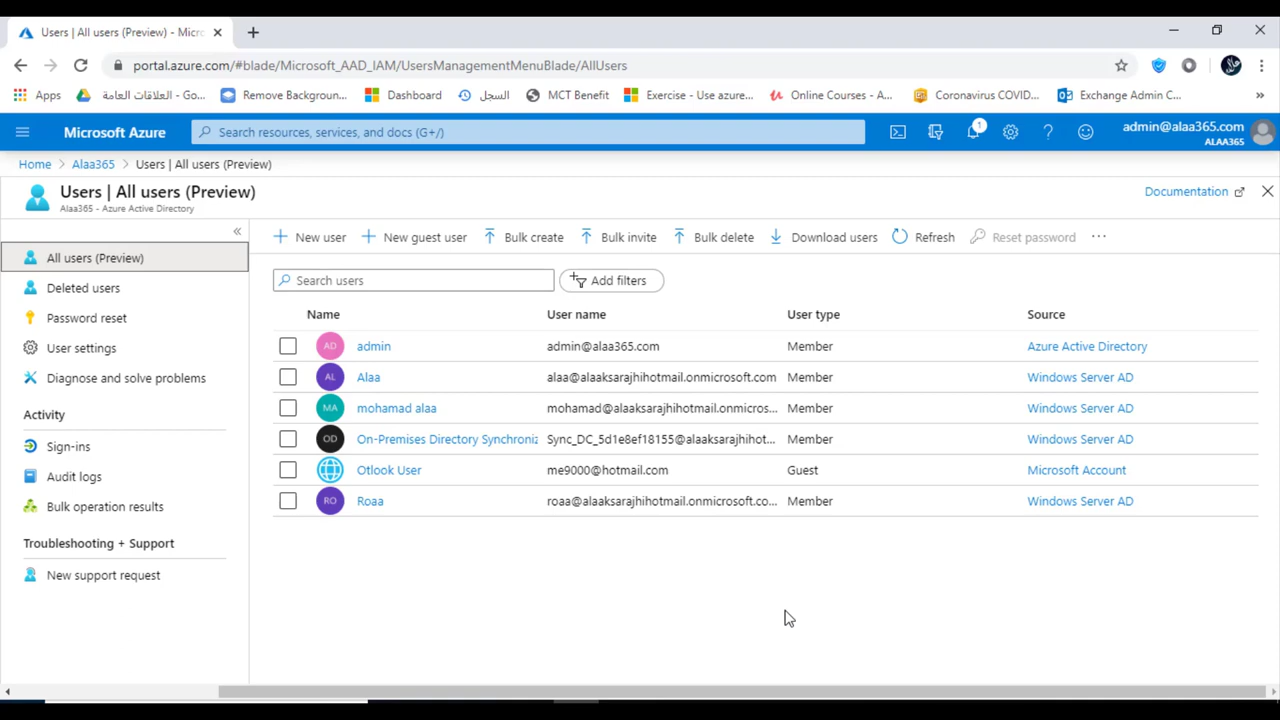 Users | All users (Preview) - Micro
portal.azure.com/#blade/Microsoft_AAD_IAM/UsersManagementMenuBlade/AllUsers
Apps
العلاقات العامة - Go...
Remove Backgroun...
Dashboard
السجل
MCT Benefit
Exercise - Use azure...
Online Courses - A...
Coronavirus COVID...
Exchange Admin C...
»
Microsoft Azure
Search resources, services, and docs (G+/)
1
admin@alaa365.com
ALAA365
Home > Alaa365 > Users | All users (Preview)
Users | All users (Preview)
Alaa365 - Azure Active Directory
Documentation
«
All users (Preview)
Deleted users
Password reset
User settings
Diagnose and solve problems
Activity
Sign-ins
Audit logs
Bulk operation results
Troubleshooting + Support
New support request
New user
New guest user
Bulk create
Bulk invite
Bulk delete
Download users
Refresh
Reset password
···
Search users
Add filters
Name User name User type Source
AD admin admin@alaa365.com Member Azure Active Directory
AL Alaa alaa@alaaksarajhihotmail.onmicrosoft.com Member Windows Server AD
MA mohamad alaa mohamad@alaaksarajhihotmail.onmicros... Member Windows Server AD
OD On-Premises Directory Synchroniz Sync_DC_5d1e8ef18155@alaaksarajhihot... Member Windows Server AD
Otlook User me9000@hotmail.com Guest Microsoft Account
RO Roaa roaa@alaaksarajhihotmail.onmicrosoft.co... Member Windows Server AD